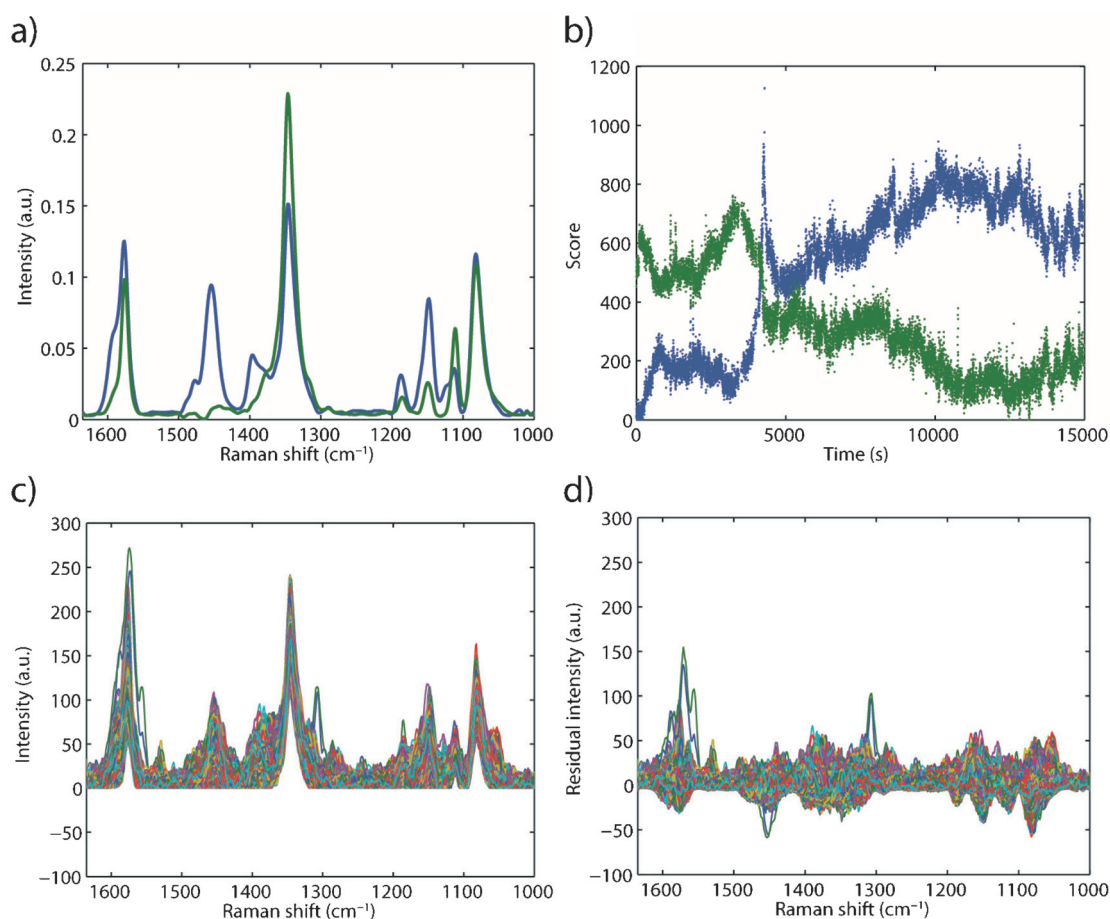 a)
0.25
0.2
0.15
0.1
0.05
0
Intensity (a.u.)
1600 1500 1400 1300 1200 1100 1000
Raman shift (cm⁻¹)
b)
1200
1000
800
600
400
200
0
Score
0 5000 10000 15000
Time (s)
c)
300
250
200
150
100
50
0
−50
−100
Intensity (a.u.)
1600 1500 1400 1300 1200 1100 1000
Raman shift (cm⁻¹)
d)
300
250
200
150
100
50
0
−50
−100
Residual intensity (a.u.)
1600 1500 1400 1300 1200 1100 1000
Raman shift (cm⁻¹)